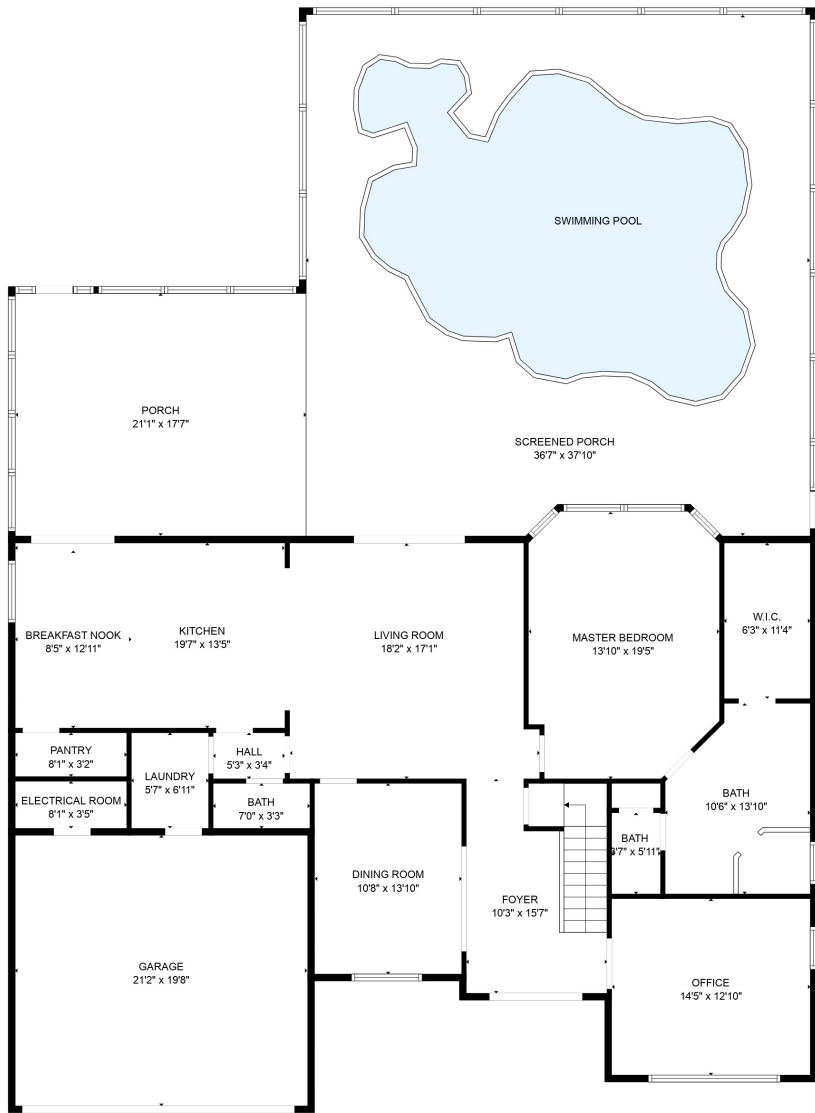 SWIMMING POOL
PORCH
21'1" x 17'7"
SCREENED PORCH
36'7" x 37'10"
BREAKFAST NOOK
8'5" x 12'11"
KITCHEN
19'7" x 13'5"
LIVING ROOM
18'2" x 17'1"
MASTER BEDROOM
13'10" x 19'5"
W.I.C.
6'3" x 11'4"
PANTRY
8'1" x 3'2"
HALL
5'3" x 3'4"
LAUNDRY
5'7" x 6'11"
ELECTRICAL ROOM
8'1" x 3'5"
BATH
7'0" x 3'3"
BATH
10'6" x 13'10"
BATH
5'11"
DINING ROOM
10'8" x 13'10"
FOYER
10'3" x 15'7"
GARAGE
21'2" x 19'8"
OFFICE
14'5" x 12'10"